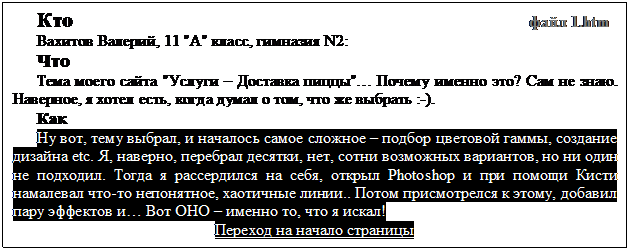 Кто файл 1.htm
Вахитов Валерий, 11 "А" класс, гимназия N2:
Что
Тема моего сайта "Услуги – Доставка пиццы"… Почему именно это? Сам не знаю.
Наверное, я хотел есть, когда думал о том, что же выбрать :-).
Как
Ну вот, тему выбрал, и началось самое сложное – подбор цветовой гаммы, создание
дизайна etc. Я, наверно, перебрал десятки, нет, сотни возможных вариантов, но ни один
не подходил. Тогда я рассердился на себя, открыл Photoshop и при помощи Кисти
намалевал что-то непонятное, хаотичные линии.. Потом присмотрелся к этому, добавил
пару эффектов и… Вот ОНО – именно то, что я искал!
Переход на начало страницы